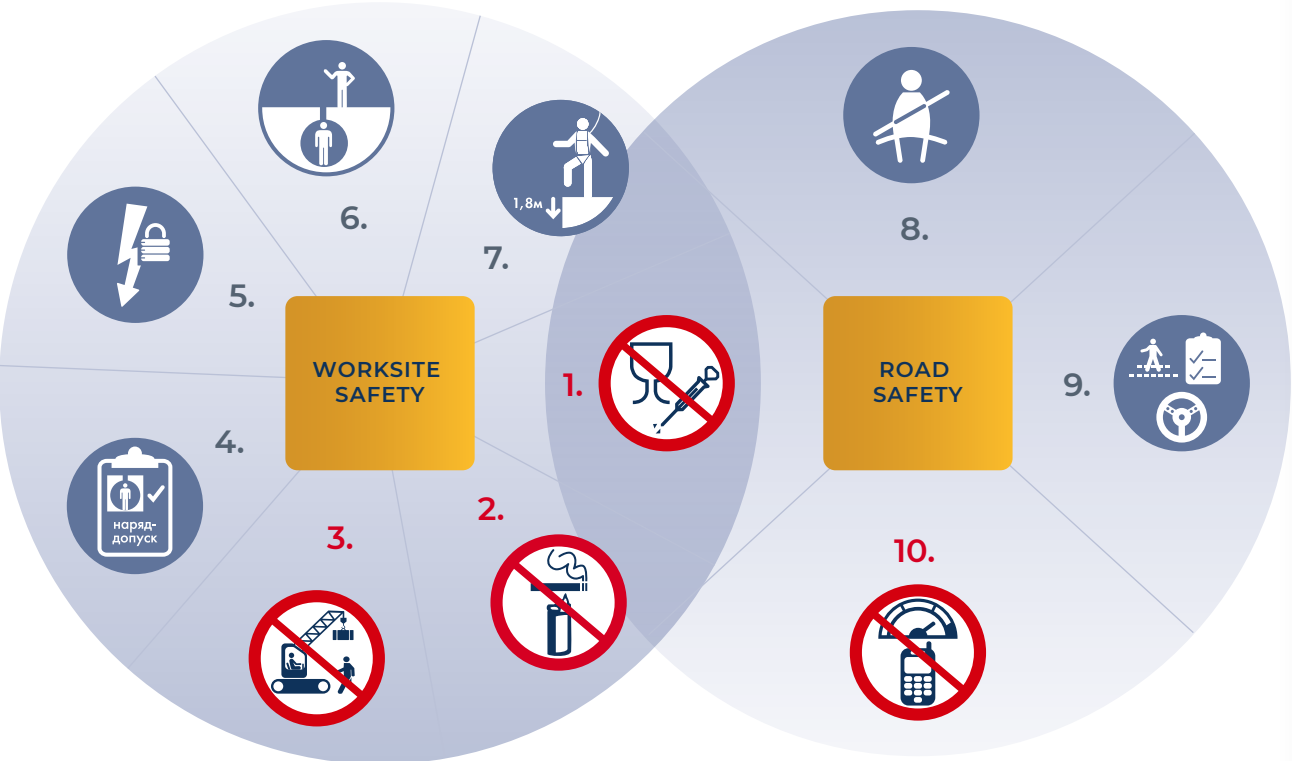 6.
1,8м
7.
8.
5.
WORKSITE
SAFETY
1.
ROAD
SAFETY
9.
4.
наряд-
допуск
3.
2.
10.